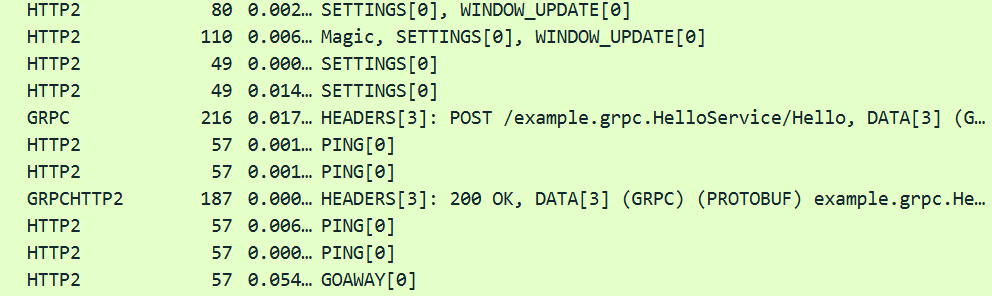 HTTP2 80 0.002… SETTINGS[0], WINDOW_UPDATE[0]
HTTP2 110 0.006… Magic, SETTINGS[0], WINDOW_UPDATE[0]
HTTP2 49 0.000… SETTINGS[0]
HTTP2 49 0.014… SETTINGS[0]
GRPC 216 0.017… HEADERS[3]: POST /example.grpc.HelloService/Hello, DATA[3] (G…
HTTP2 57 0.001… PING[0]
HTTP2 57 0.001… PING[0]
GRPCHTTP2 187 0.000… HEADERS[3]: 200 OK, DATA[3] (GRPC) (PROTOBUF) example.grpc.He…
HTTP2 57 0.006… PING[0]
HTTP2 57 0.000… PING[0]
HTTP2 57 0.054… GOAWAY[0]